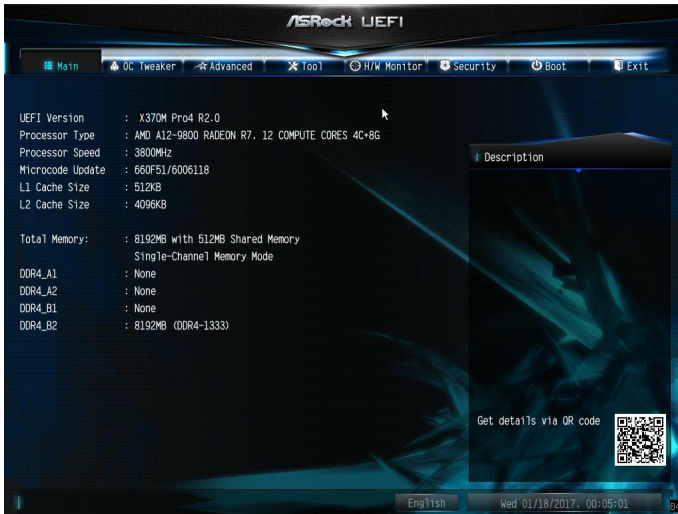 ASRock UEFI
Main
OC Tweaker
Advanced
Tool
H/W Monitor
Security
Boot
Exit
UEFI Version : X370M Pro4 R2.0
Processor Type : AMD A12-9800 RADEON R7, 12 COMPUTE CORES 4C+8G
Processor Speed : 3800MHz
Microcode Update : 660F51/6006118
L1 Cache Size : 512KB
L2 Cache Size : 4096KB
Total Memory: : 8192MB with 512MB Shared Memory
Single-Channel Memory Mode
DDR4_A1 : None
DDR4_A2 : None
DDR4_B1 : None
DDR4_B2 : 8192MB (DDR4-1333)
Description
Get details via QR code
English
Wed 01/18/2017, 00:05:01